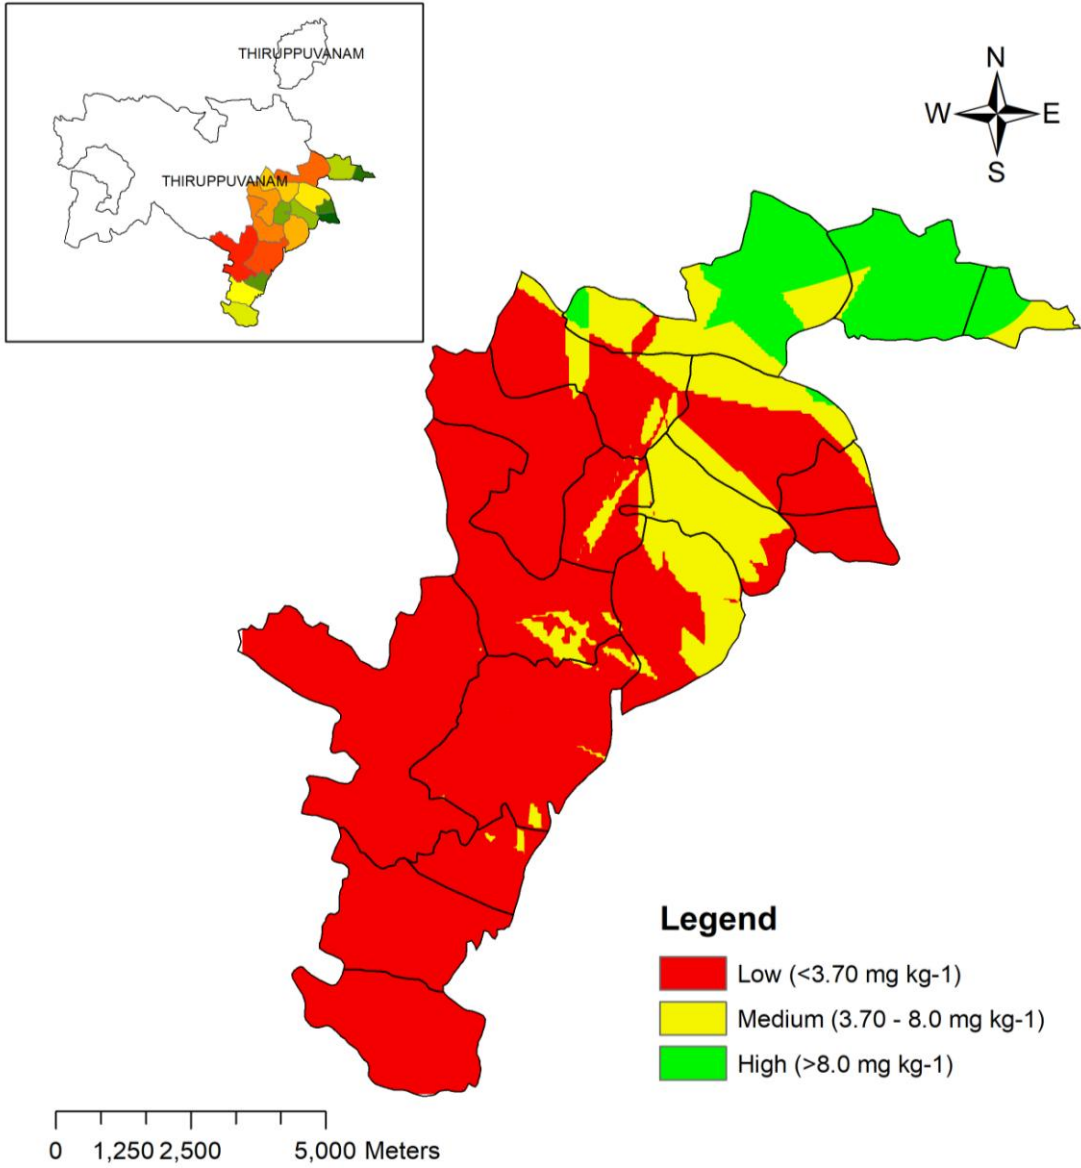 THIRUPPUVANAM
THIRUPPUVANAM
N
W E
S
Legend
Low (<3.70 mg kg-1)
Medium (3.70 - 8.0 mg kg-1)
High (>8.0 mg kg-1)
0 1,250 2,500 5,000 Meters